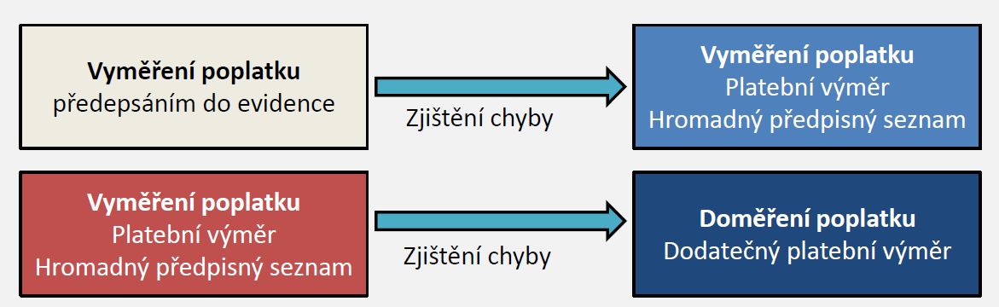 Vyměření poplatku
předepsáním do evidence
Zjištění chyby
Vyměření poplatku
Platební výměr
Hromadný předpisný seznam
Vyměření poplatku
Platební výměr
Hromadný předpisný seznam
Zjištění chyby
Doměření poplatku
Dodatečný platební výměr